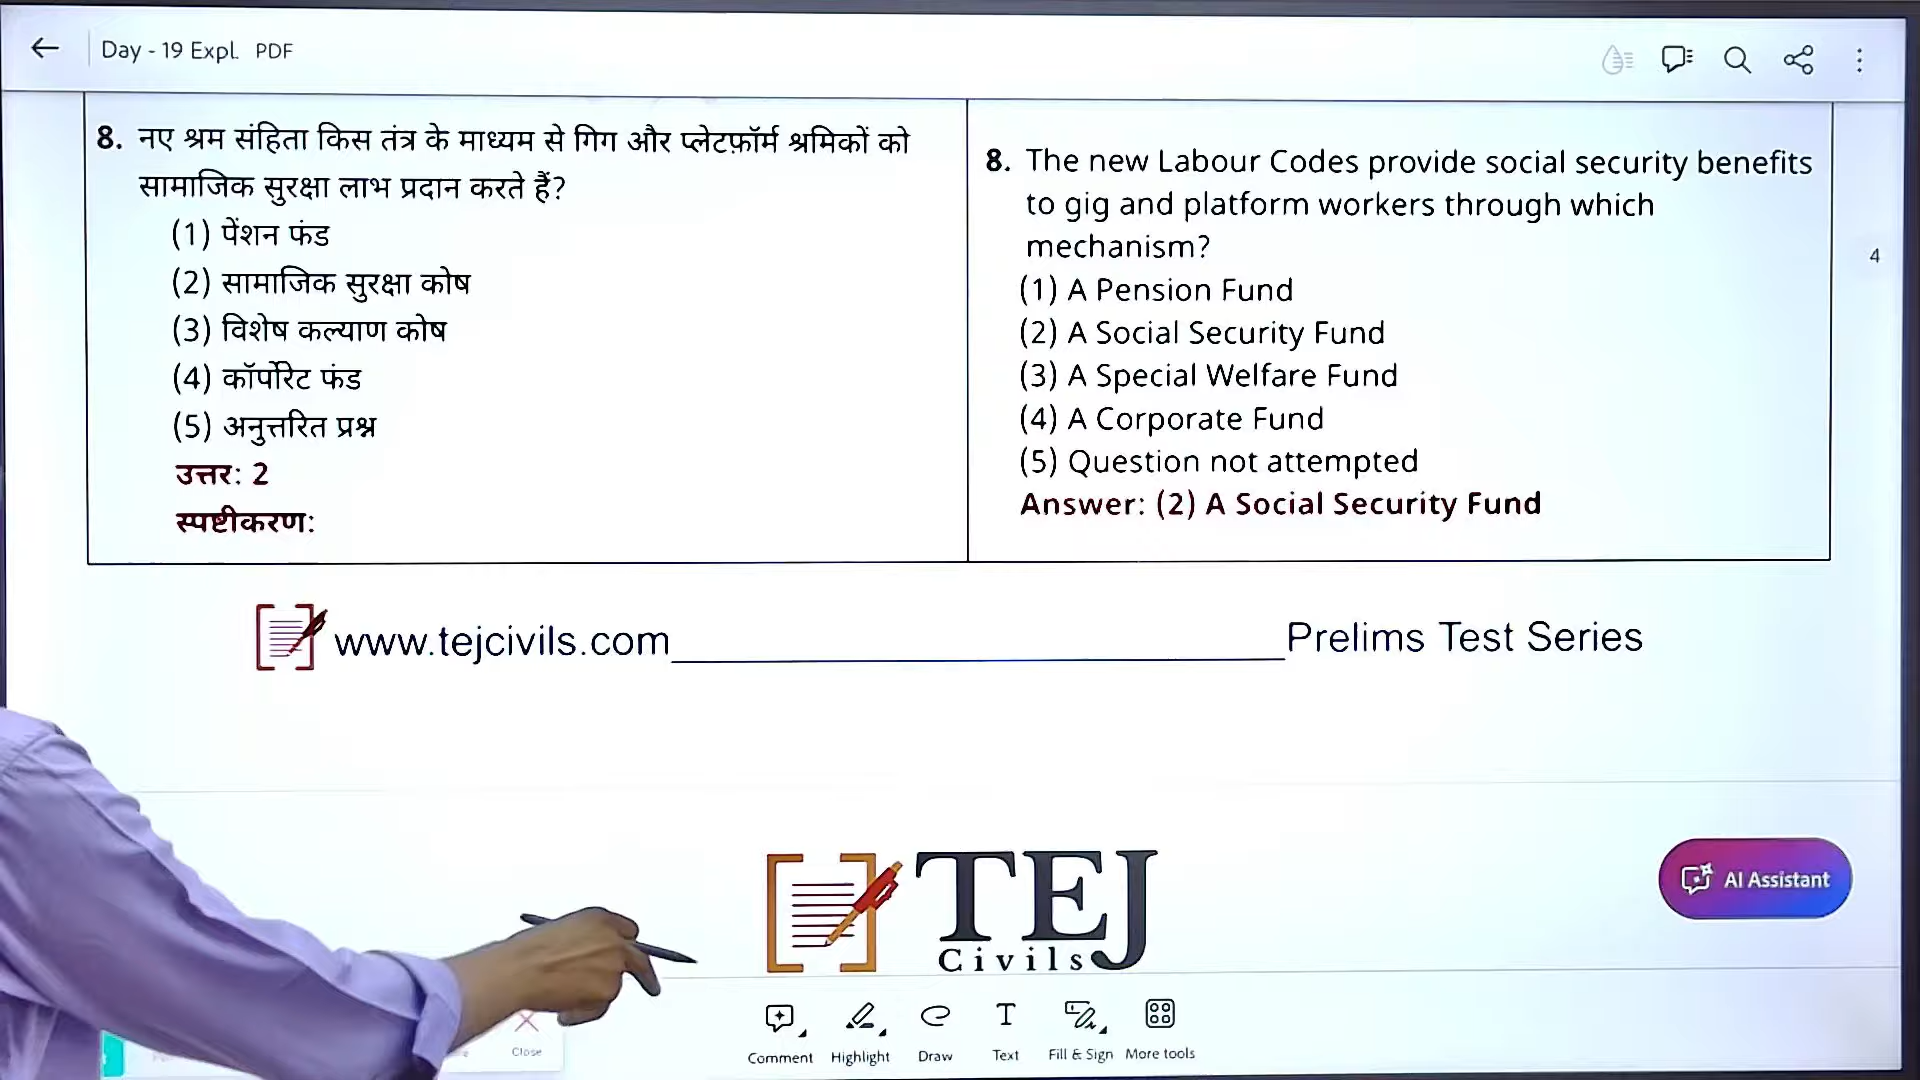 Day - 19 Expl. PDF
8. नए श्रम संहिता किस तंत्र के माध्यम से गिग और प्लेटफ़ॉर्म श्रमिकों को
सामाजिक सुरक्षा लाभ प्रदान करते हैं?
(1) पेंशन फंड
(2) सामाजिक सुरक्षा कोष
(3) विशेष कल्याण कोष
(4) कॉर्पोरेट फंड
(5) अनुत्तरित प्रश्न
उत्तर: 2
स्पष्टीकरण:
8. The new Labour Codes provide social security benefits
to gig and platform workers through which
mechanism?
(1) A Pension Fund
(2) A Social Security Fund
(3) A Special Welfare Fund
(4) A Corporate Fund
(5) Question not attempted
Answer: (2) A Social Security Fund
4
www.tejcivils.com Prelims Test Series
AI Assistant
TEJ
Civils
Close
Comment Highlight Draw Text Fill & Sign More tools